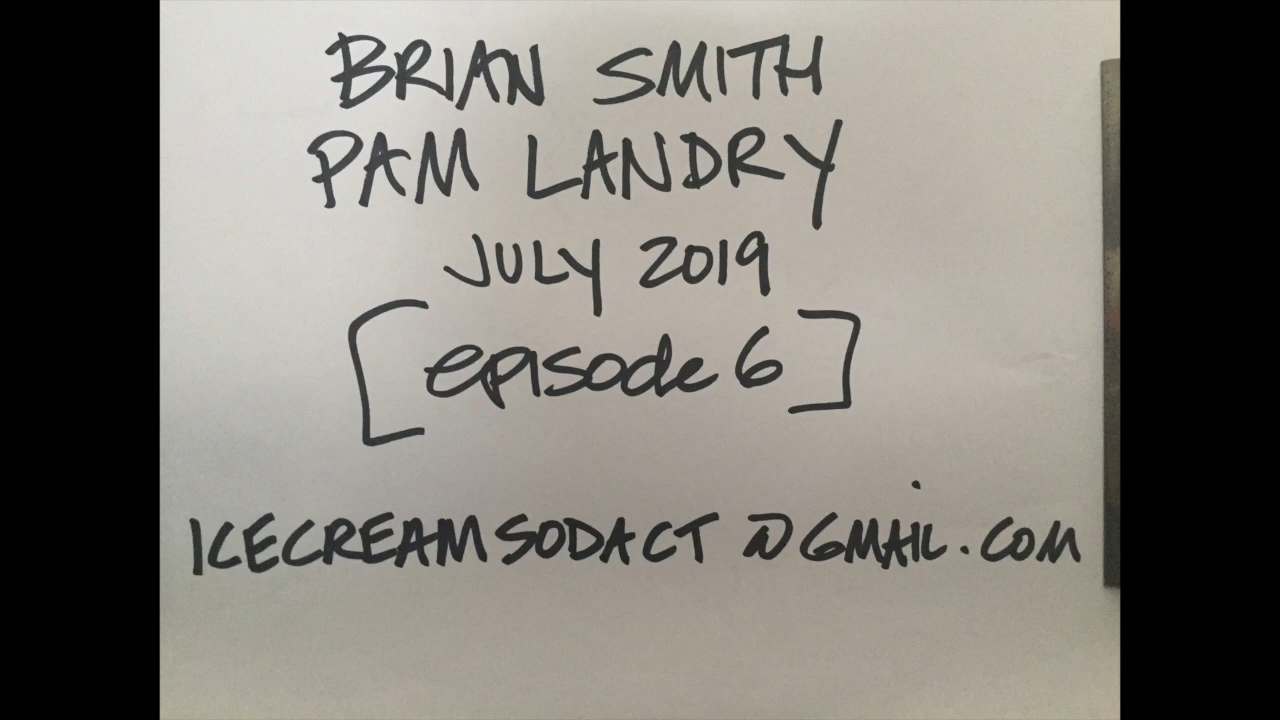 BRIAN SMITH
PAM LANDRY
JULY 2019
[episode 6]
ICECREAMSODACT @GMAIL.COM